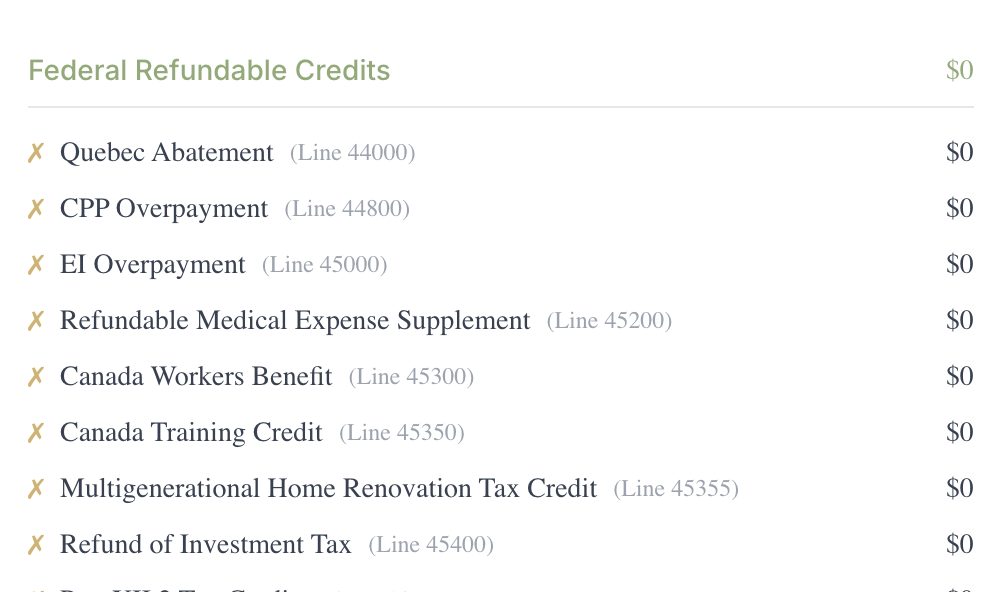 Federal Refundable Credits $0
✗ Quebec Abatement (Line 44000) $0
✗ CPP Overpayment (Line 44800) $0
✗ EI Overpayment (Line 45000) $0
✗ Refundable Medical Expense Supplement (Line 45200) $0
✗ Canada Workers Benefit (Line 45300) $0
✗ Canada Training Credit (Line 45350) $0
✗ Multigenerational Home Renovation Tax Credit (Line 45355) $0
✗ Refund of Investment Tax (Line 45400) $0